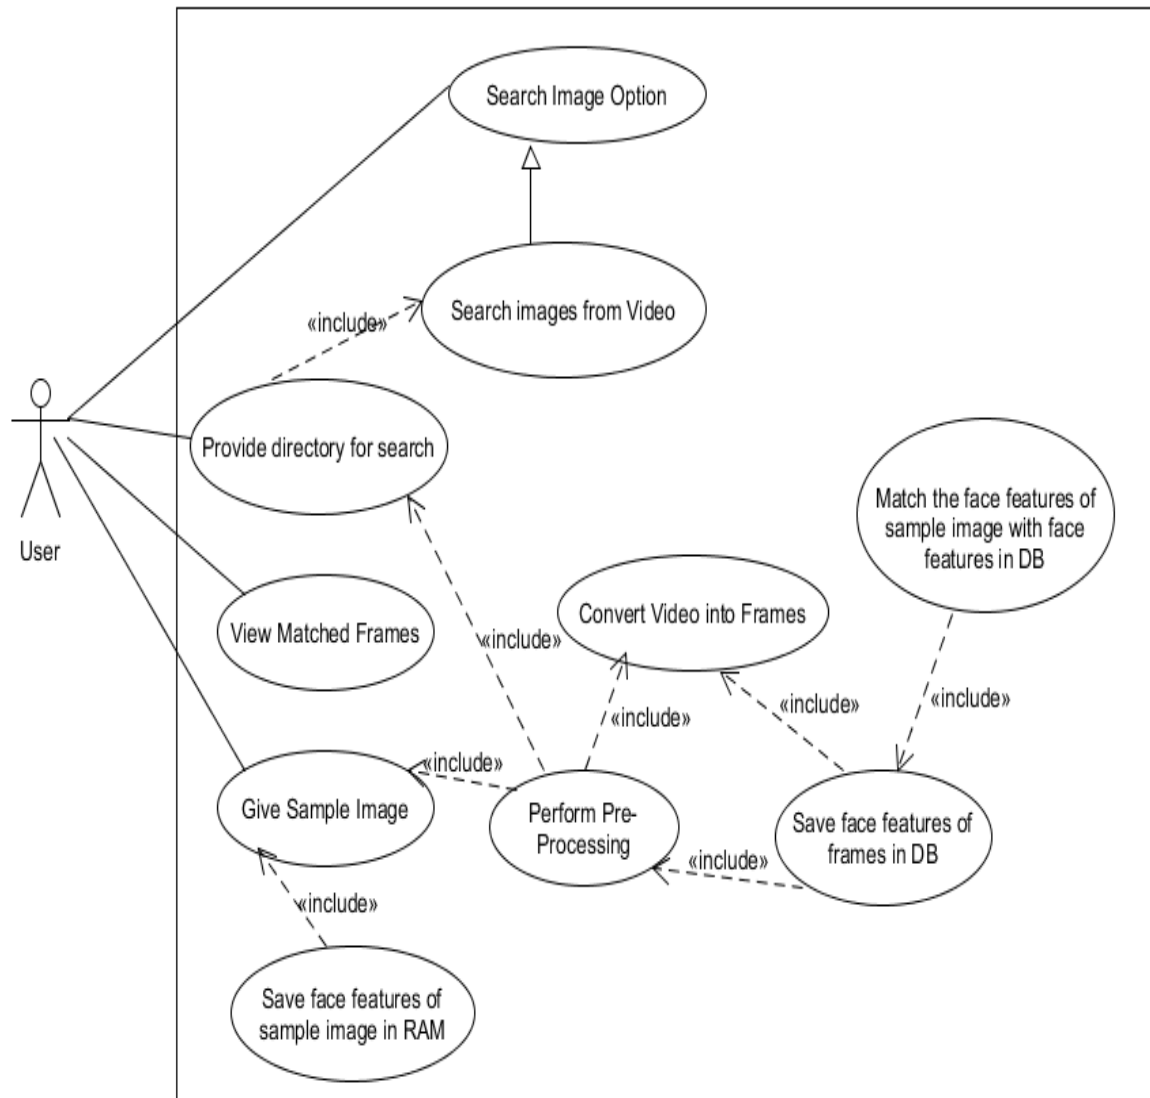 Search Image Option
Search images from Video
«include»
Provide directory for search
User
Match the face features of
sample image with face
features in DB
Convert Video into Frames
View Matched Frames
«include»
«include»
«include»
«include»
«include»
Give Sample Image
Perform Pre-
Processing
Save face features of
frames in DB
«include»
«include»
Save face features of
sample image in RAM